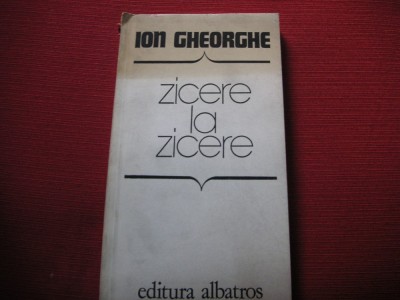 ION GHEORGHE
zicere
la
zicere
editura albatros